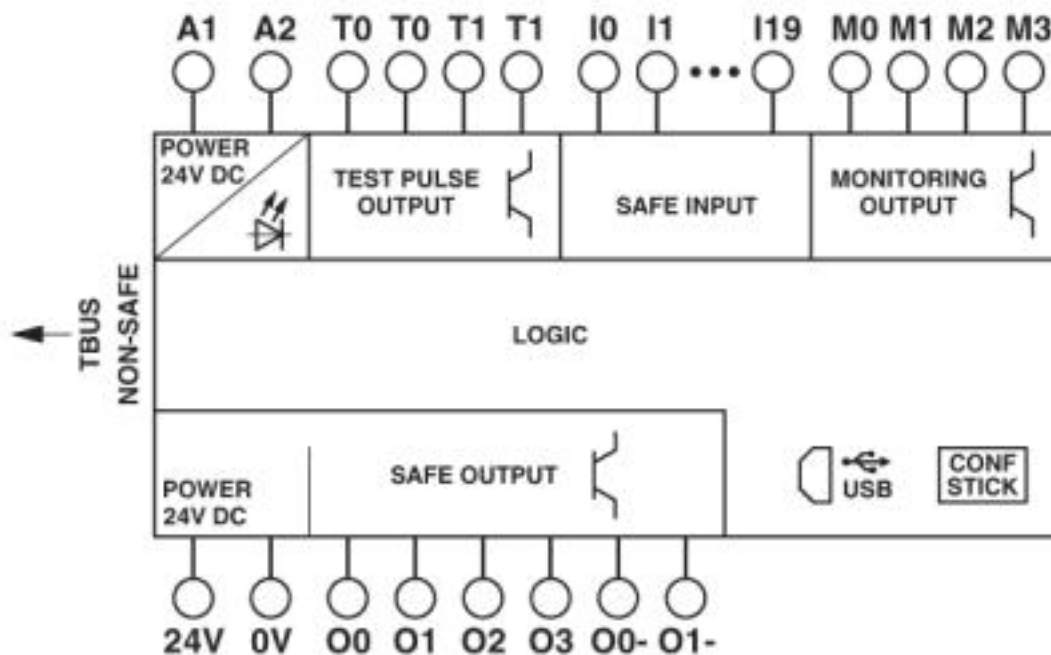 A1 A2 T0 T0 T1 T1 I0 I1 ••• I19 M0 M1 M2 M3
POWER
24V DC
TEST PULSE
OUTPUT
SAFE INPUT
MONITORING
OUTPUT
TBUS
NON-SAFE
LOGIC
POWER
24V DC
SAFE OUTPUT
USB
CONF
STICK
24V 0V O0 O1 O2 O3 O0- O1-